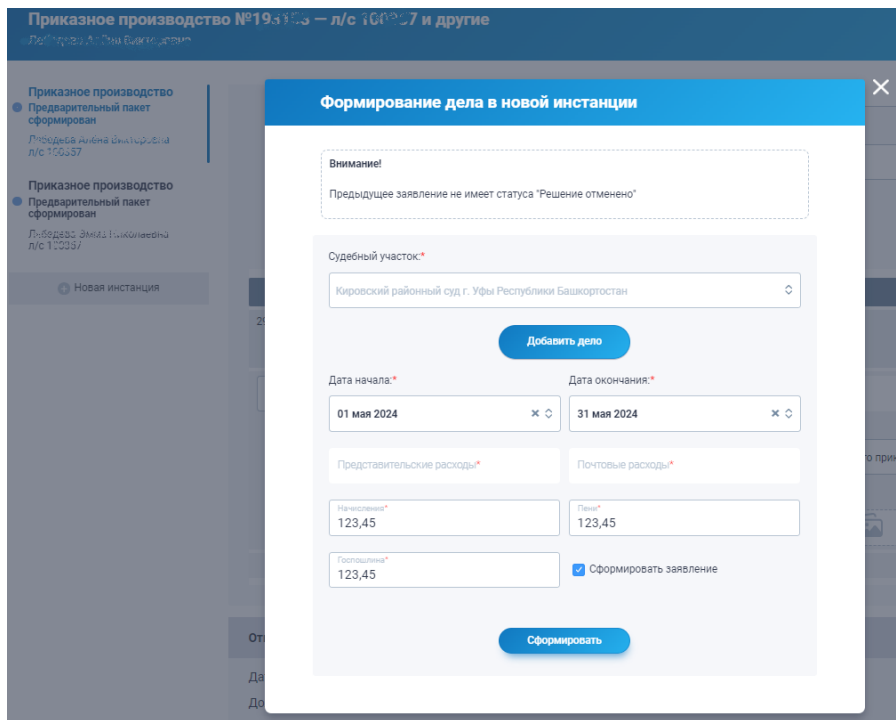 Приказное производство — л/с и другие
Приказное производство
Предварительный пакет
сформирован
Приказное производство
Предварительный пакет
сформирован
Новая инстанция
Формирование дела в новой инстанции
Внимание!
Предыдущее заявление не имеет статуса "Решение отменено"
Судебный участок:*
Кировский районный суд г. Уфы Республики Башкортостан
Добавить дело
Дата начала:*
Дата окончания:*
01 мая 2024
31 мая 2024
Представительские расходы*
Почтовые расходы*
Начисления*
123,45
Пени*
123,45
Госпошлина*
123,45
Сформировать заявление
Сформировать